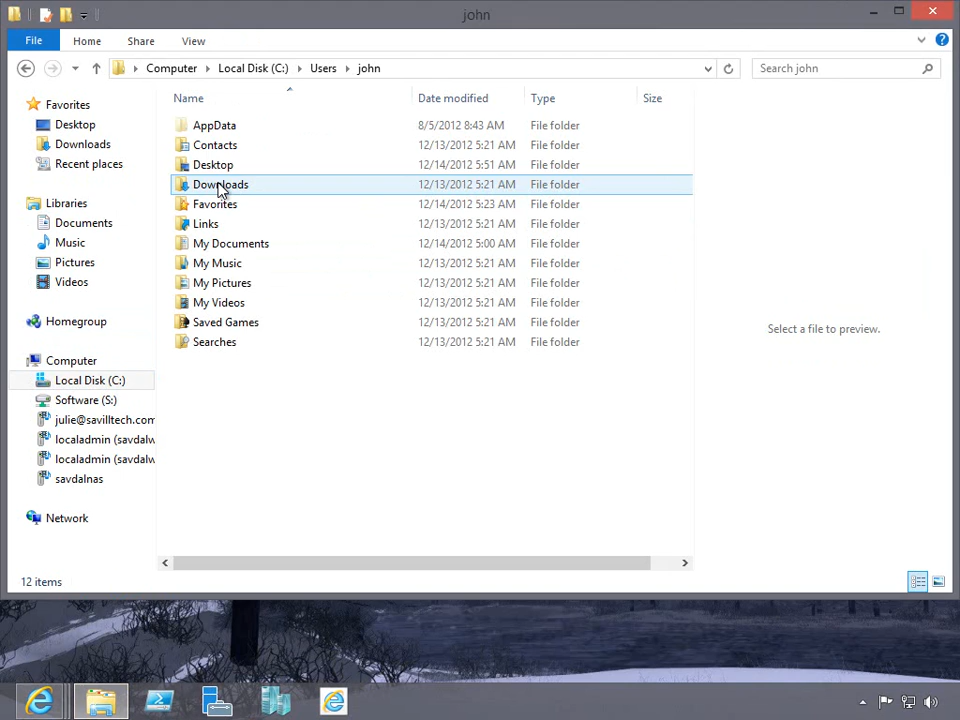 john
File Home Share View
Computer Local Disk (C:) Users john Search john
Favorites
Desktop
Downloads
Recent places
Libraries
Documents
Music
Pictures
Videos
Homegroup
Computer
Local Disk (C:)
Software (S:)
julie@savilltech.com
localadmin (savdalw
localadmin (savdalw
savdalnas
Network
Name Date modified Type Size
AppData 8/5/2012 8:43 AM File folder
Contacts 12/13/2012 5:21 AM File folder
Desktop 12/14/2012 5:51 AM File folder
Downloads 12/13/2012 5:21 AM File folder
Favorites 12/14/2012 5:23 AM File folder
Links 12/13/2012 5:21 AM File folder
My Documents 12/14/2012 5:00 AM File folder
My Music 12/13/2012 5:21 AM File folder
My Pictures 12/13/2012 5:21 AM File folder
My Videos 12/13/2012 5:21 AM File folder
Saved Games 12/13/2012 5:21 AM File folder
Searches 12/13/2012 5:21 AM File folder
Select a file to preview.
12 items